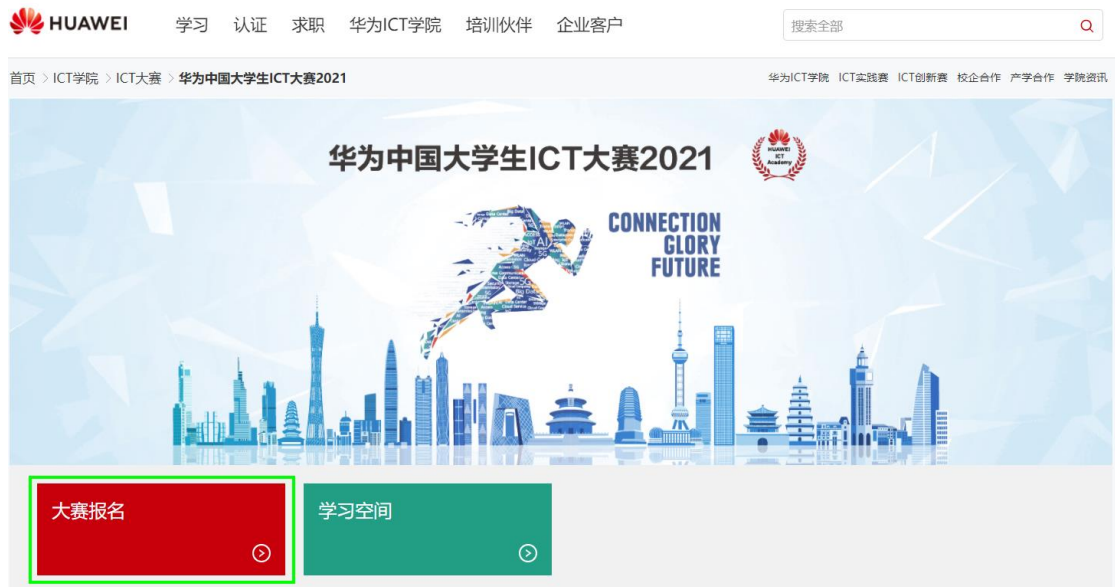 HUAWEI 学习 认证 求职 华为ICT学院 培训伙伴 企业客户 搜索全部
首页 > ICT学院 > ICT大赛 > 华为中国大学生ICT大赛2021 华为ICT学院 ICT实践赛 ICT创新赛 校企合作 产学合作 学院资讯
华为中国大学生ICT大赛2021
HUAWEI
ICT
Academy
CONNECTION
GLORY
FUTURE
AI
5G
大赛报名 学习空间